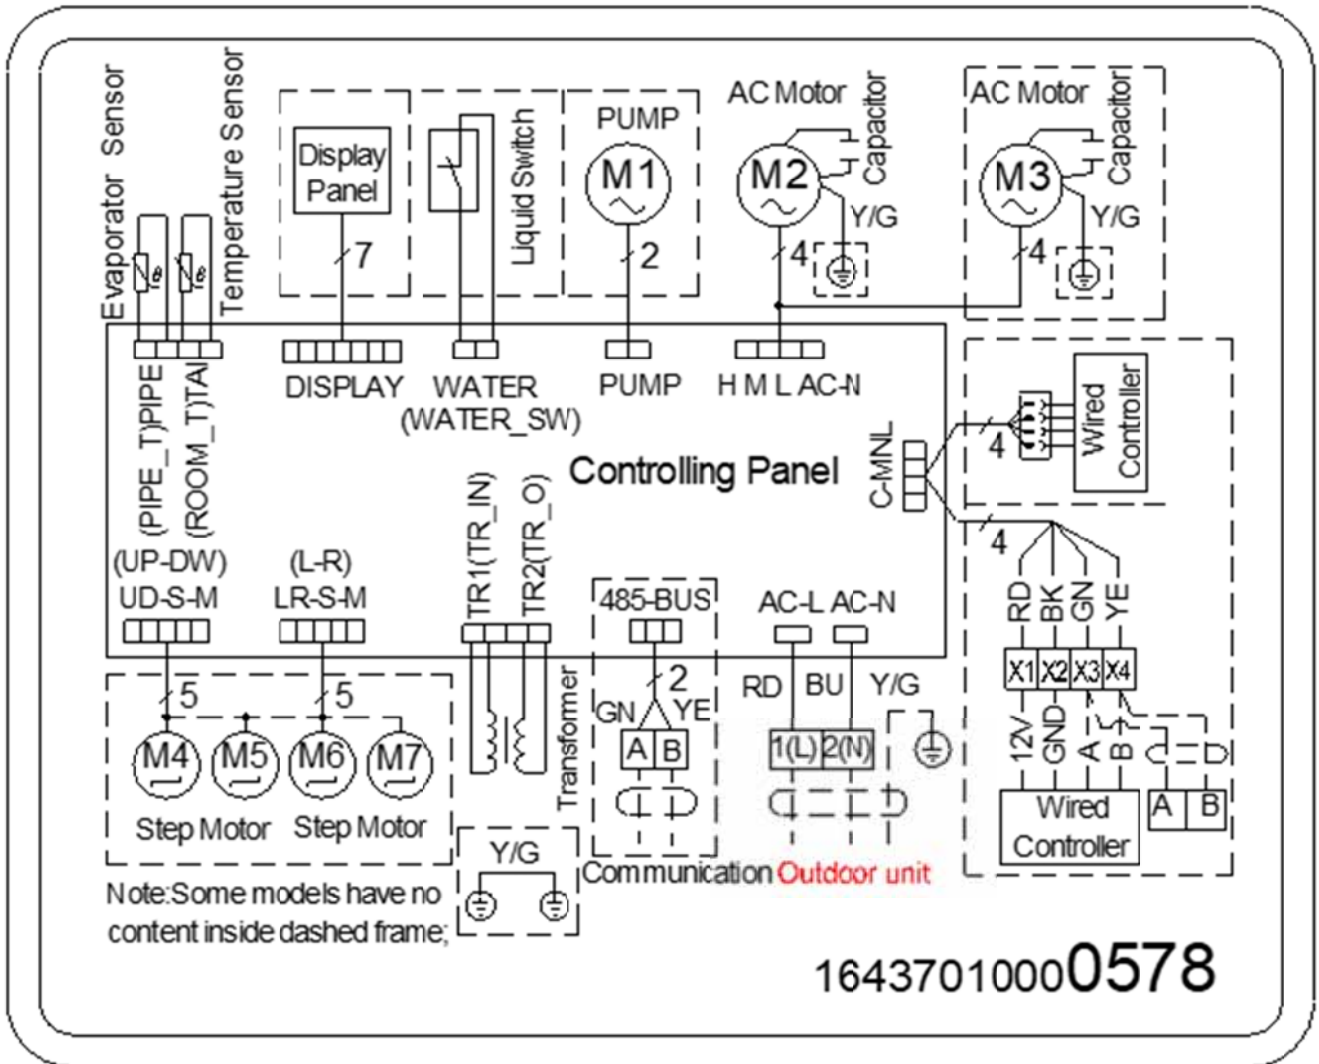 Evaporator Sensor
Temperature Sensor
θ
θ
Display
Panel
7
Liquid Switch
PUMP
M1
2
AC Motor
M2
Capacitor
Y/G
4
AC Motor
M3
Capacitor
Y/G
4
(PIPE_T)PIPE
(ROOM_T)TAI
DISPLAY
WATER
(WATER_SW)
PUMP
H M L AC-N
Controlling Panel
C-MNL
4
Wired
Controller
4
RD
BK
GN
YE
X1 X2 X3 X4
12V
GND
A
B
Wired
Controller
A B
(UP-DW)
UD-S-M
(L-R)
LR-S-M
TR1(TR_IN)
TR2(TR_O)
485-BUS
AC-L AC-N
5
5
M4 M5 M6 M7
Step Motor Step Motor
Transformer
2
GN YE
A B
RD BU Y/G
1(L) 2(N)
Y/G
Communication Outdoor unit
Note:Some models have no
content inside dashed frame;
16437010000578